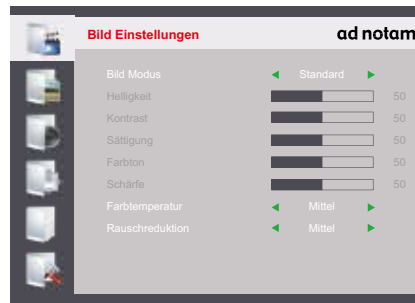 Bild Einstellungen
ad notam
Bild Modus Standard
Helligkeit 50
Kontrast 50
Sättigung 50
Farbton 50
Schärfe 50
Farbtemperatur Mittel
Rauschreduktion Mittel